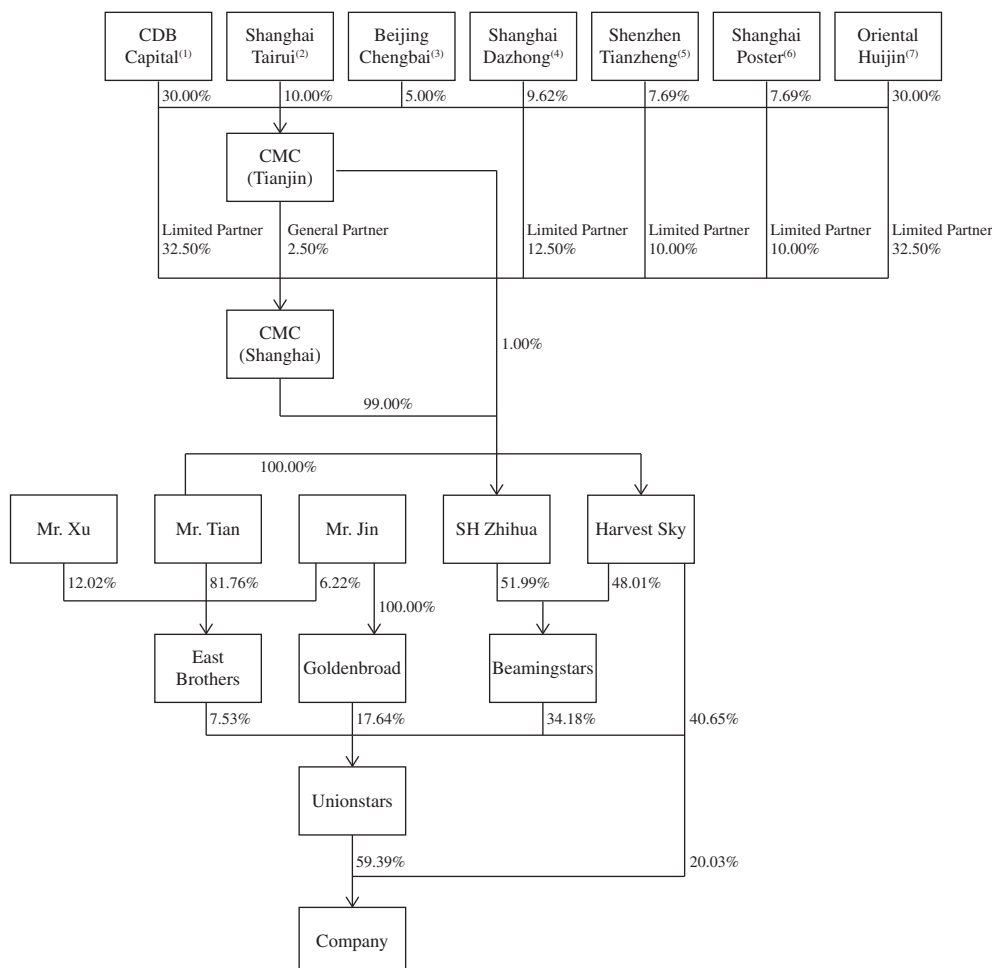 CDB
Capital(1)
Shanghai
Tairui(2)
Beijing
Chengbai(3)
Shanghai
Dazhong(4)
Shenzhen
Tianzheng(5)
Shanghai
Poster(6)
Oriental
Huijin(7)
30.00%
10.00%
5.00%
9.62%
7.69%
7.69%
30.00%
CMC
(Tianjin)
Limited Partner
32.50%
General Partner
2.50%
Limited Partner
12.50%
Limited Partner
10.00%
Limited Partner
10.00%
Limited Partner
32.50%
CMC
(Shanghai)
1.00%
99.00%
100.00%
Mr. Xu
Mr. Tian
Mr. Jin
SH Zhihua
Harvest Sky
12.02%
81.76%
6.22%
51.99%
48.01%
100.00%
East
Brothers
Goldenbroad
Beamingstars
7.53%
17.64%
34.18%
40.65%
Unionstars
59.39%
20.03%
Company